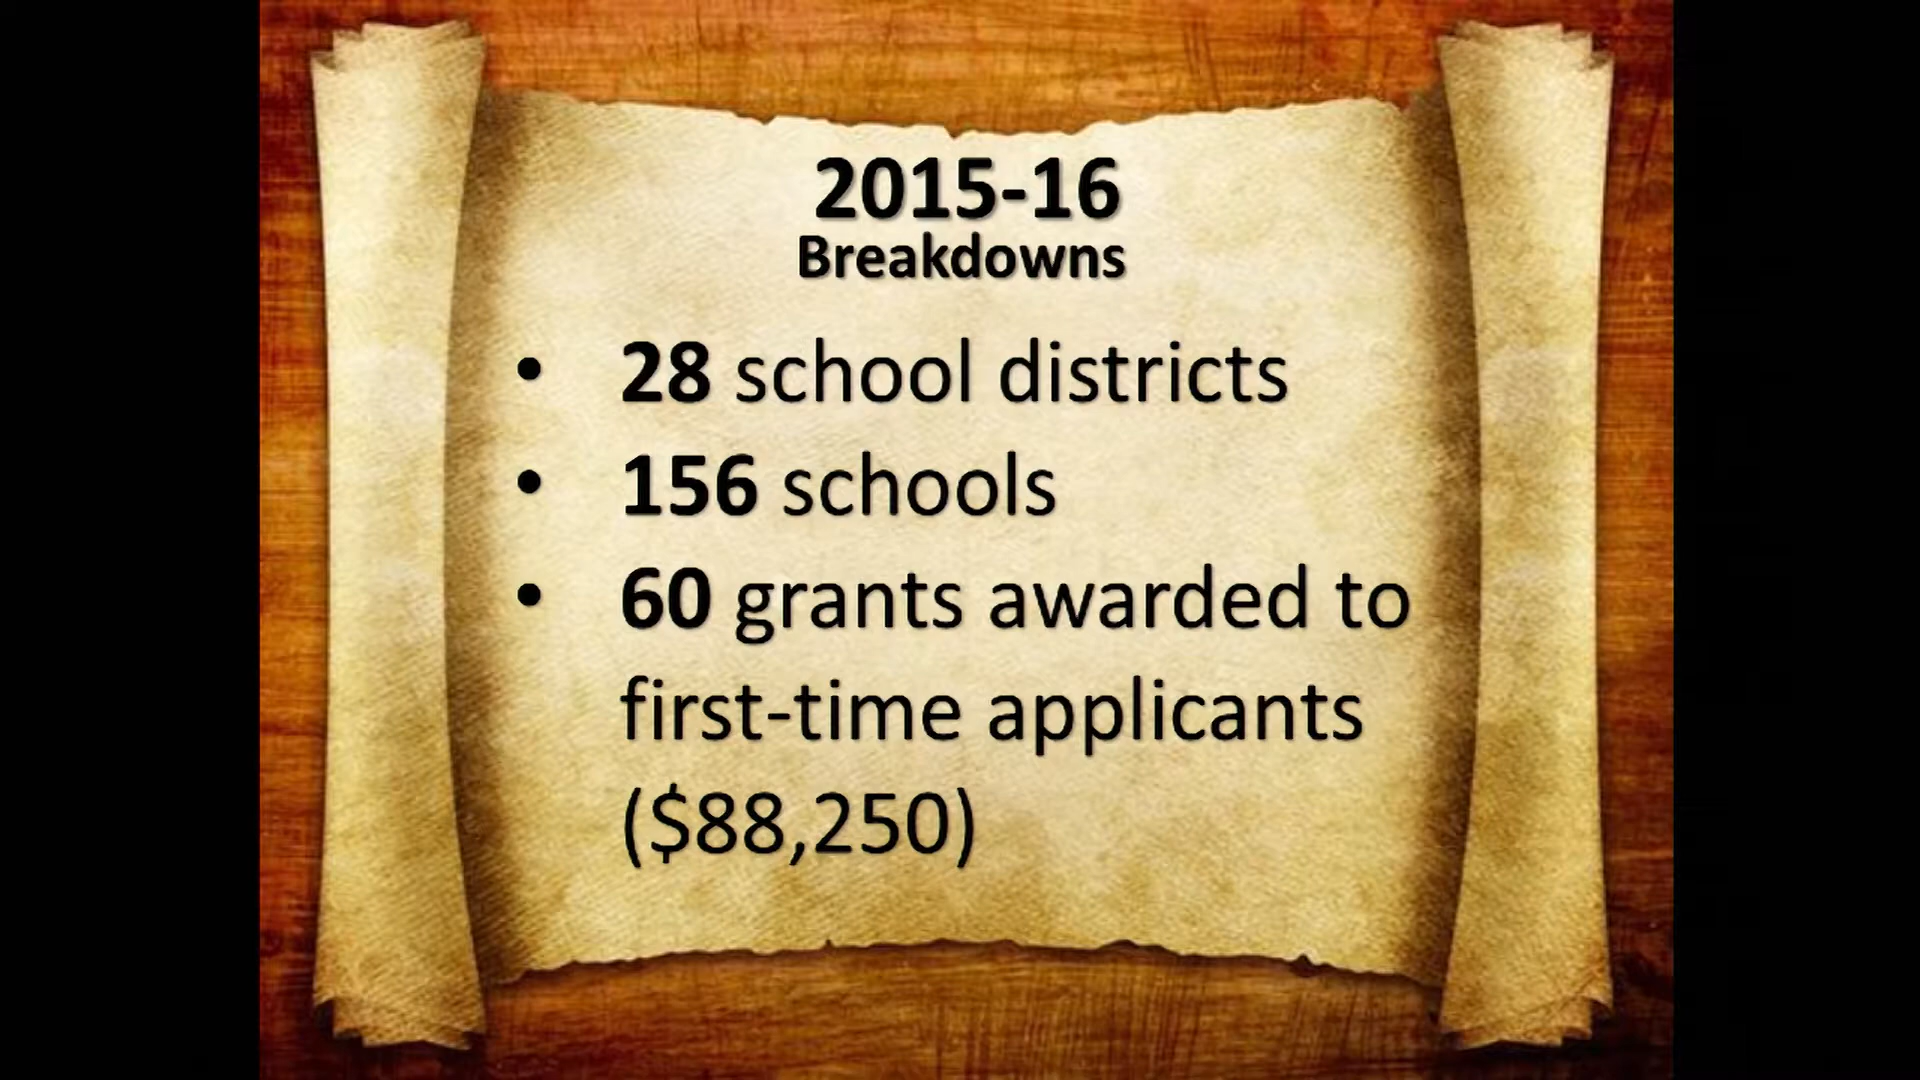 2015-16
Breakdowns
• 28 school districts
• 156 schools
• 60 grants awarded to
first-time applicants
($88,250)